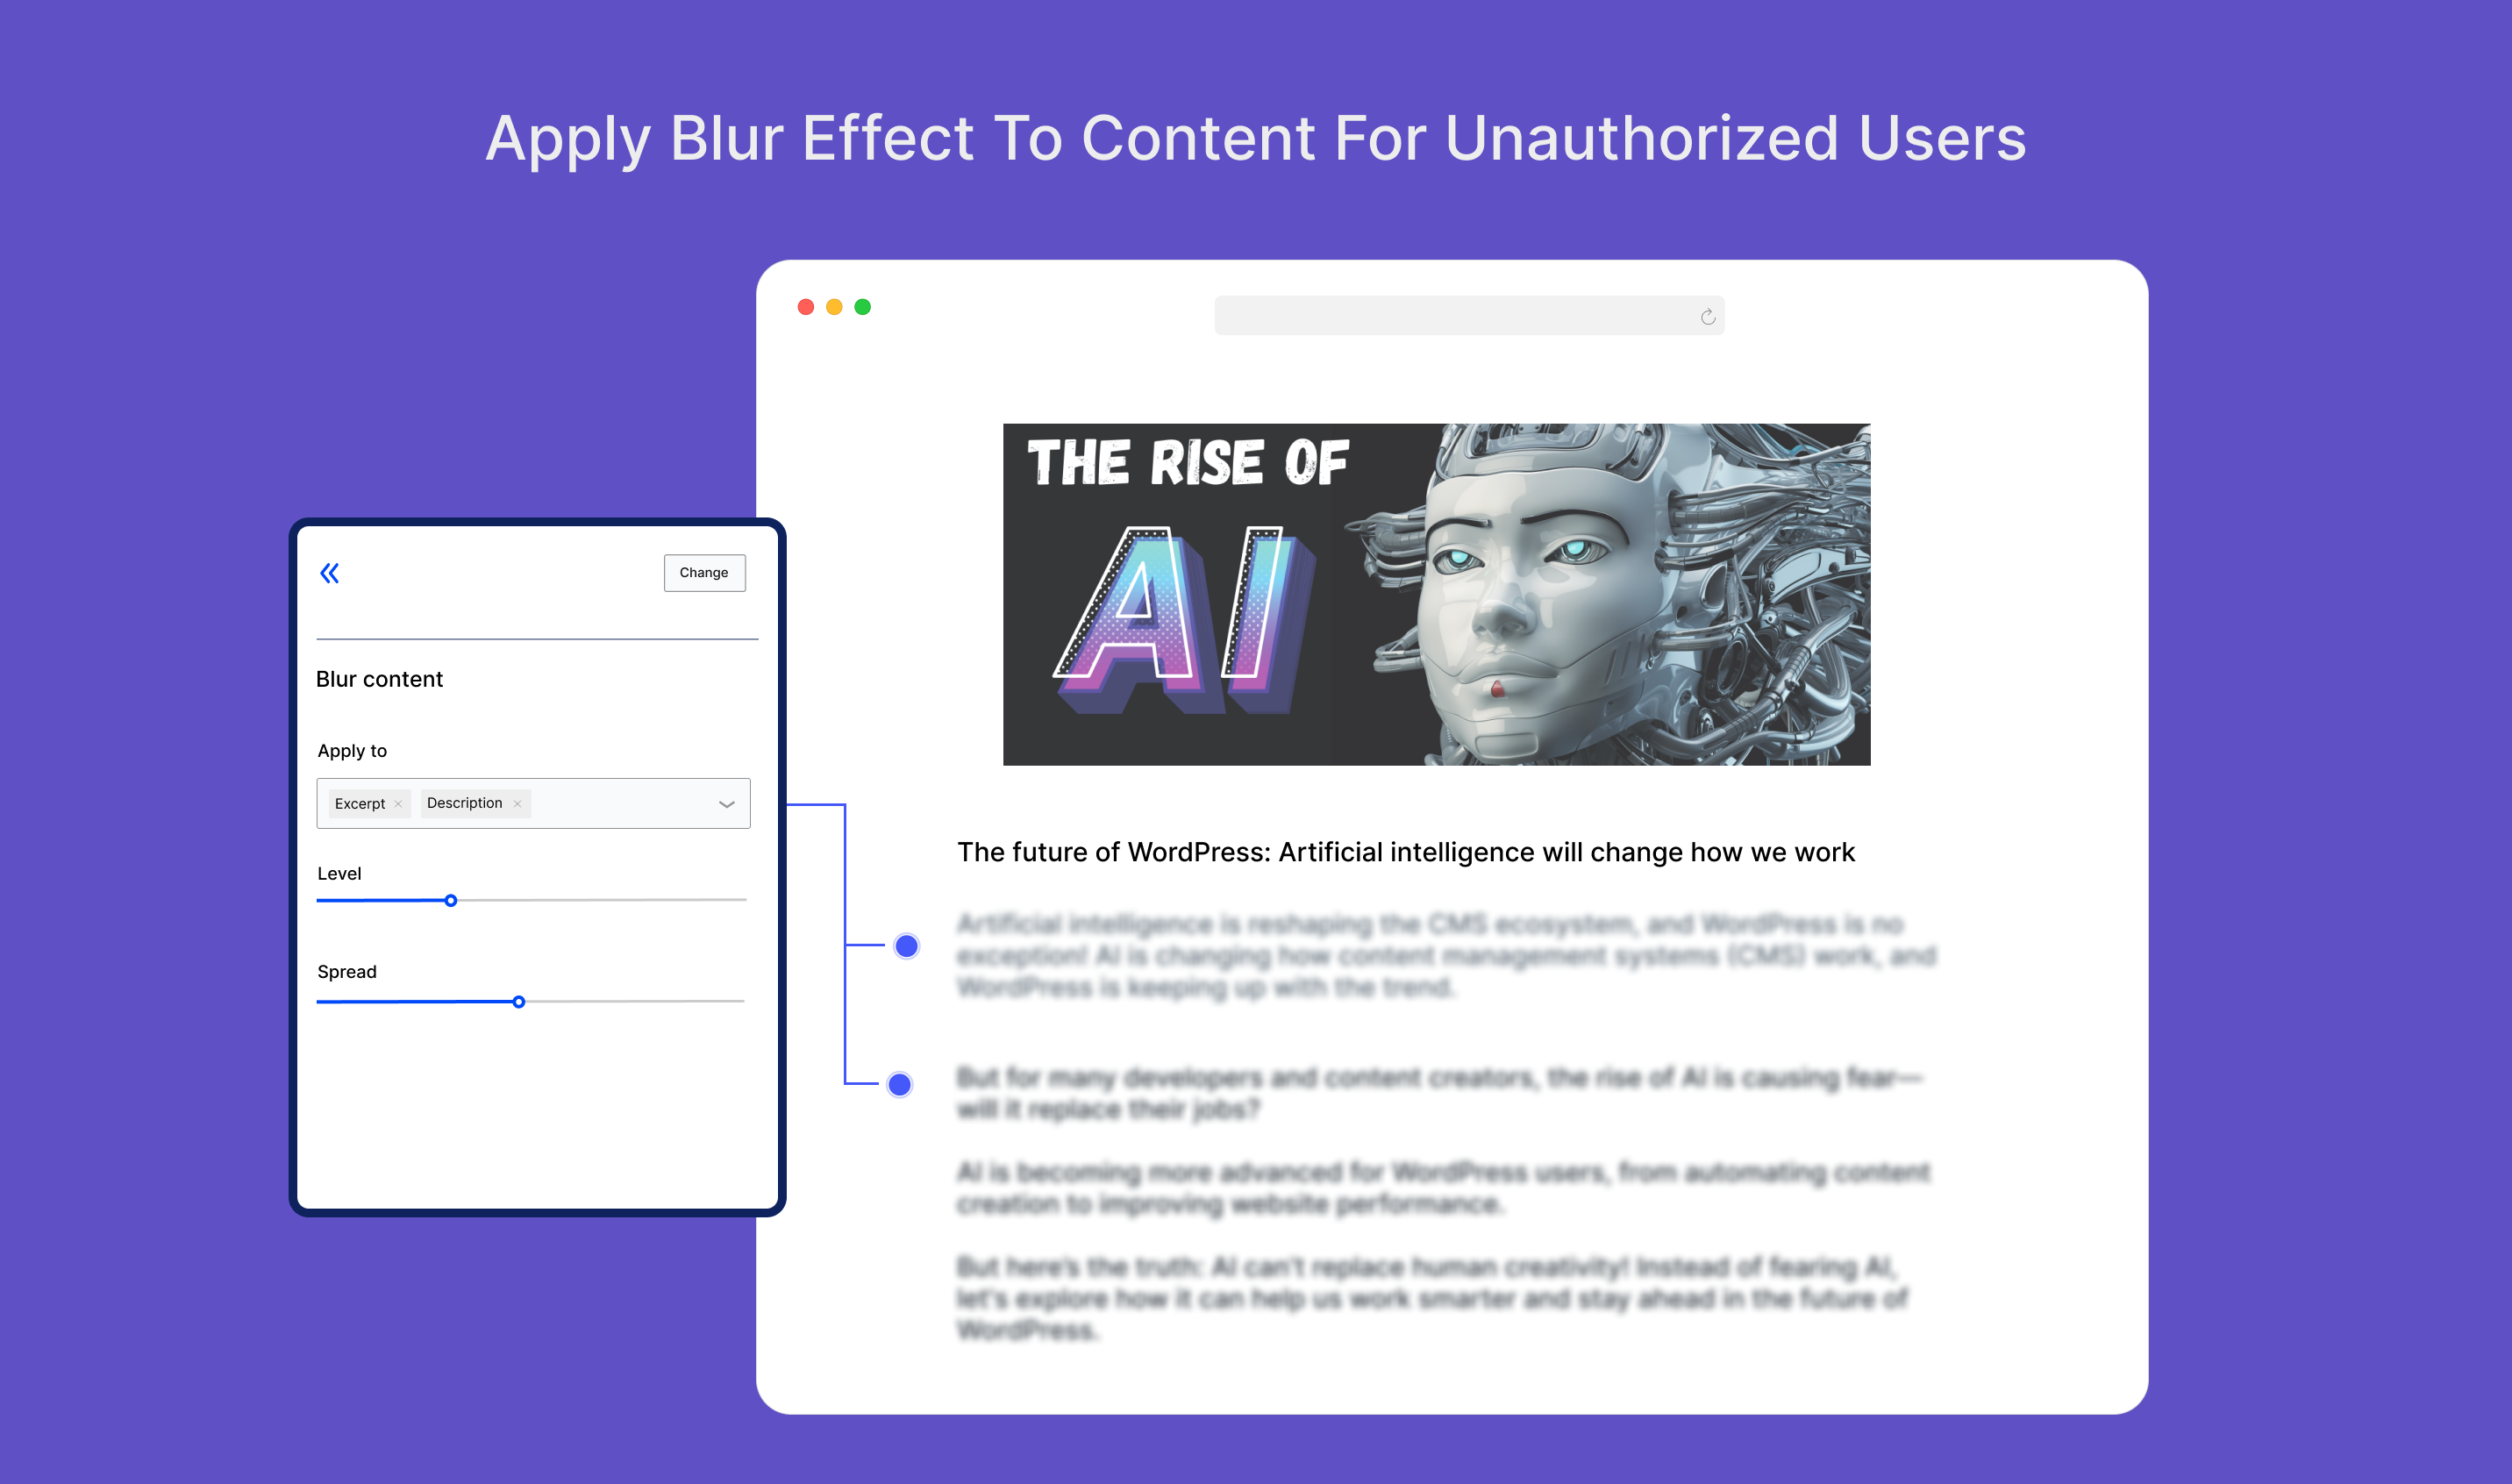 Apply Blur Effect To Content For Unauthorized Users
THE RISE OF
AI
Change
Blur content
Apply to
Excerpt
Description
Level
Spread
The future of WordPress: Artificial intelligence will change how we work
Artificial intelligence is reshaping the CMS ecosystem, and WordPress is no
exception! AI is changing how content management systems (CMS) work, and
WordPress is keeping up with the trend.
But for many developers and content creators, the rise of AI is causing fear—
will it replace their jobs?
AI is becoming more advanced for WordPress users, from automating content
creation to improving website performance.
But here's the truth: AI can't replace human creativity! Instead of fearing AI,
let's explore how it can help us work smarter and stay ahead in the future of
WordPress.